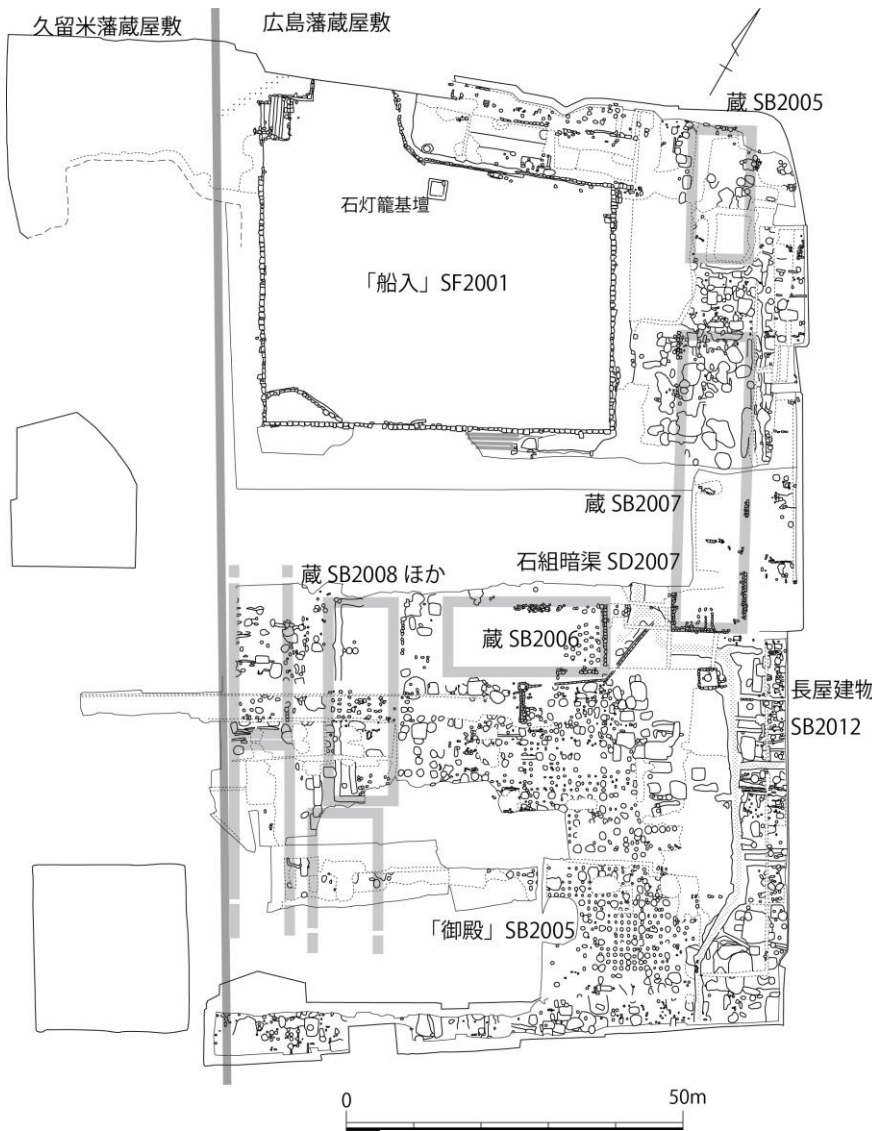 久留米藩蔵屋敷
広島藩蔵屋敷
蔵 SB2005
石灯籠基壇
「船入」SF2001
蔵 SB2007
石組暗渠 SD2007
蔵 SB2008 ほか
蔵 SB2006
長屋建物
SB2012
「御殿」SB2005
0
50m